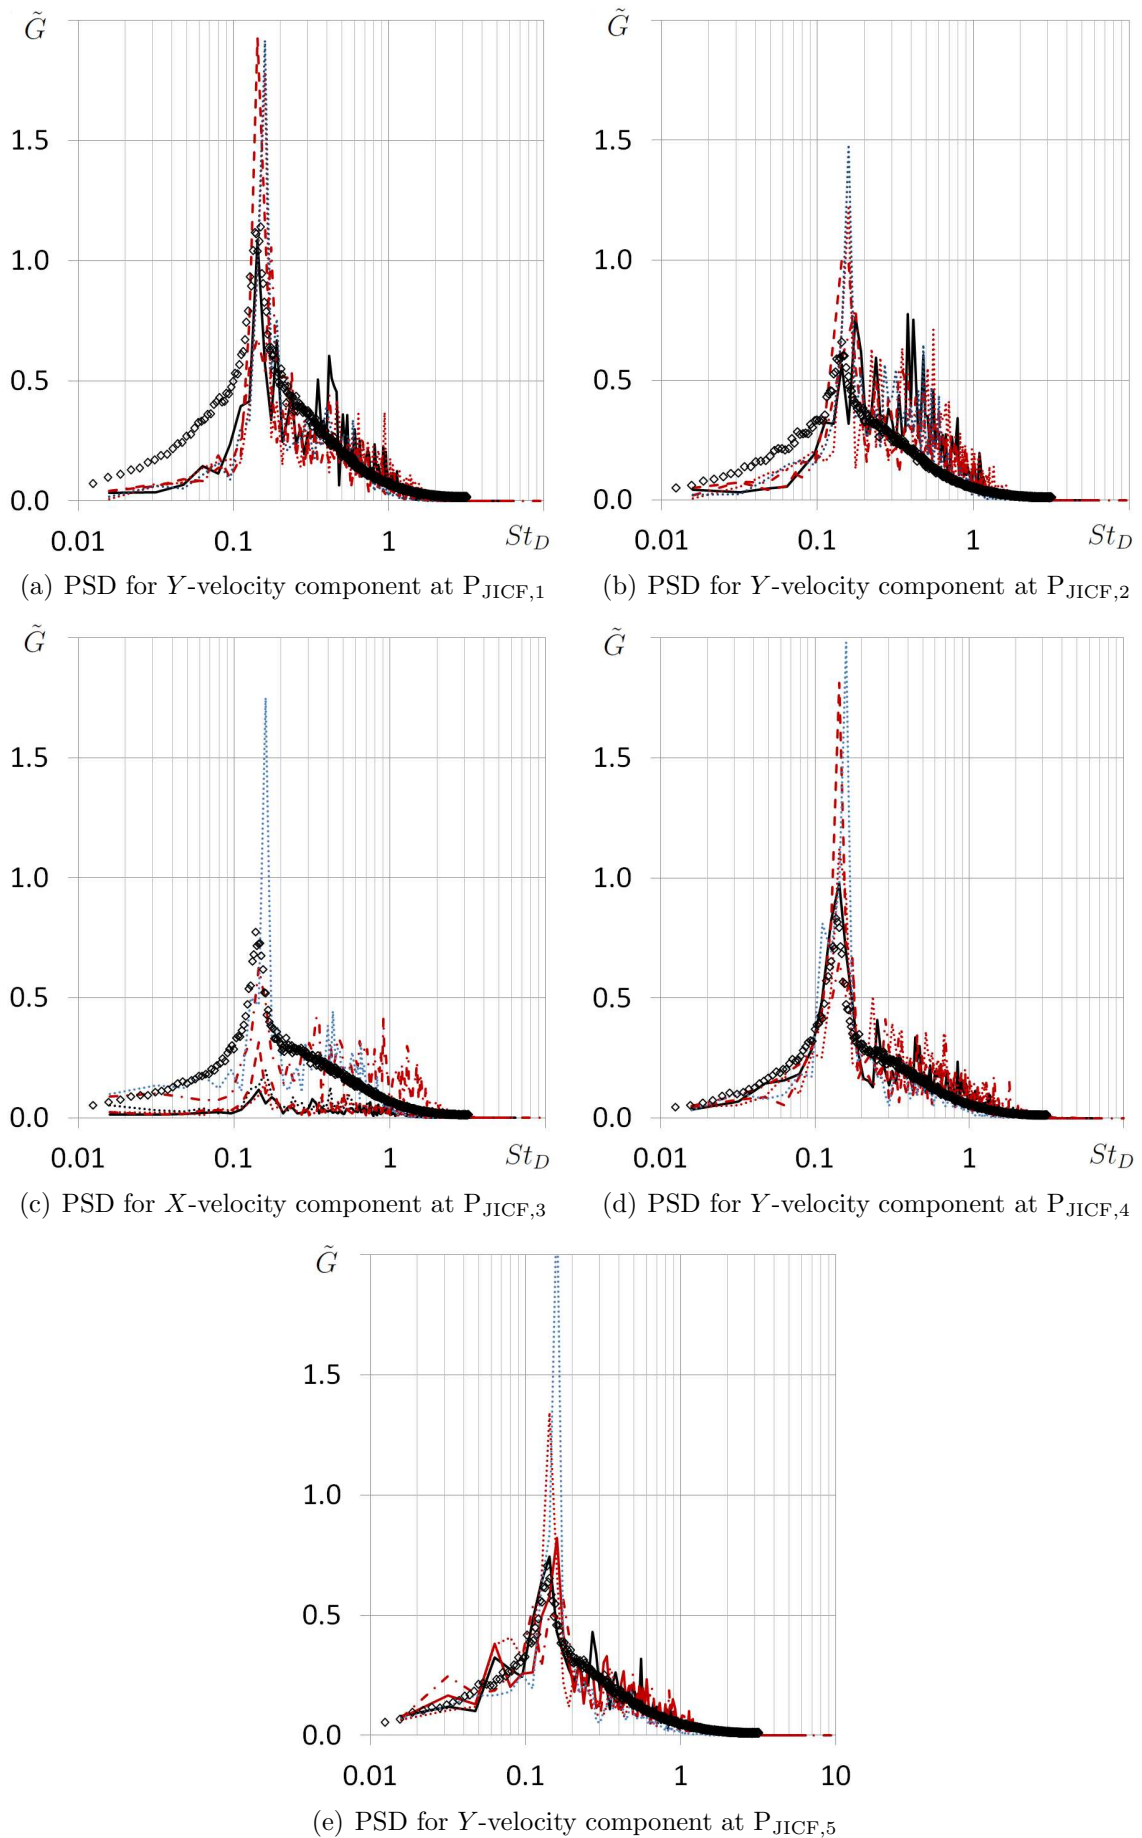 G̃ G̃
1.5 1.5
1.0 1.0
0.5 0.5
0.0 0.0
0.01 0.1 1 St_D 0.01 0.1 1 St_D
(a) PSD for Y-velocity component at P_JICF,1 (b) PSD for Y-velocity component at P_JICF,2
G̃ G̃
1.5 1.5
1.0 1.0
0.5 0.5
0.0 0.0
0.01 0.1 1 St_D 0.01 0.1 1 St_D
(c) PSD for X-velocity component at P_JICF,3 (d) PSD for Y-velocity component at P_JICF,4
G̃
1.5
1.0
0.5
0.0
0.01 0.1 1 10
(e) PSD for Y-velocity component at P_JICF,5